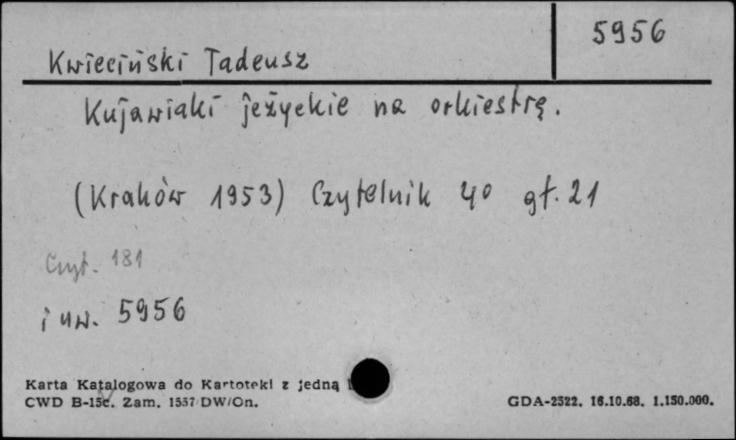 5956
Kwieciński Tadeusz
Kujawiaki jeżyckie na orkiestrę.
(Kraków 1953) Czytelnik 4° gł. 21
Czyt. 181
i nw. 5956
Karta Katalogowa do Kartoteki z jedną
CWD B-15c. Zam. 1557/DW/On.
GDA-2522. 16.10.68. 1.150.000.